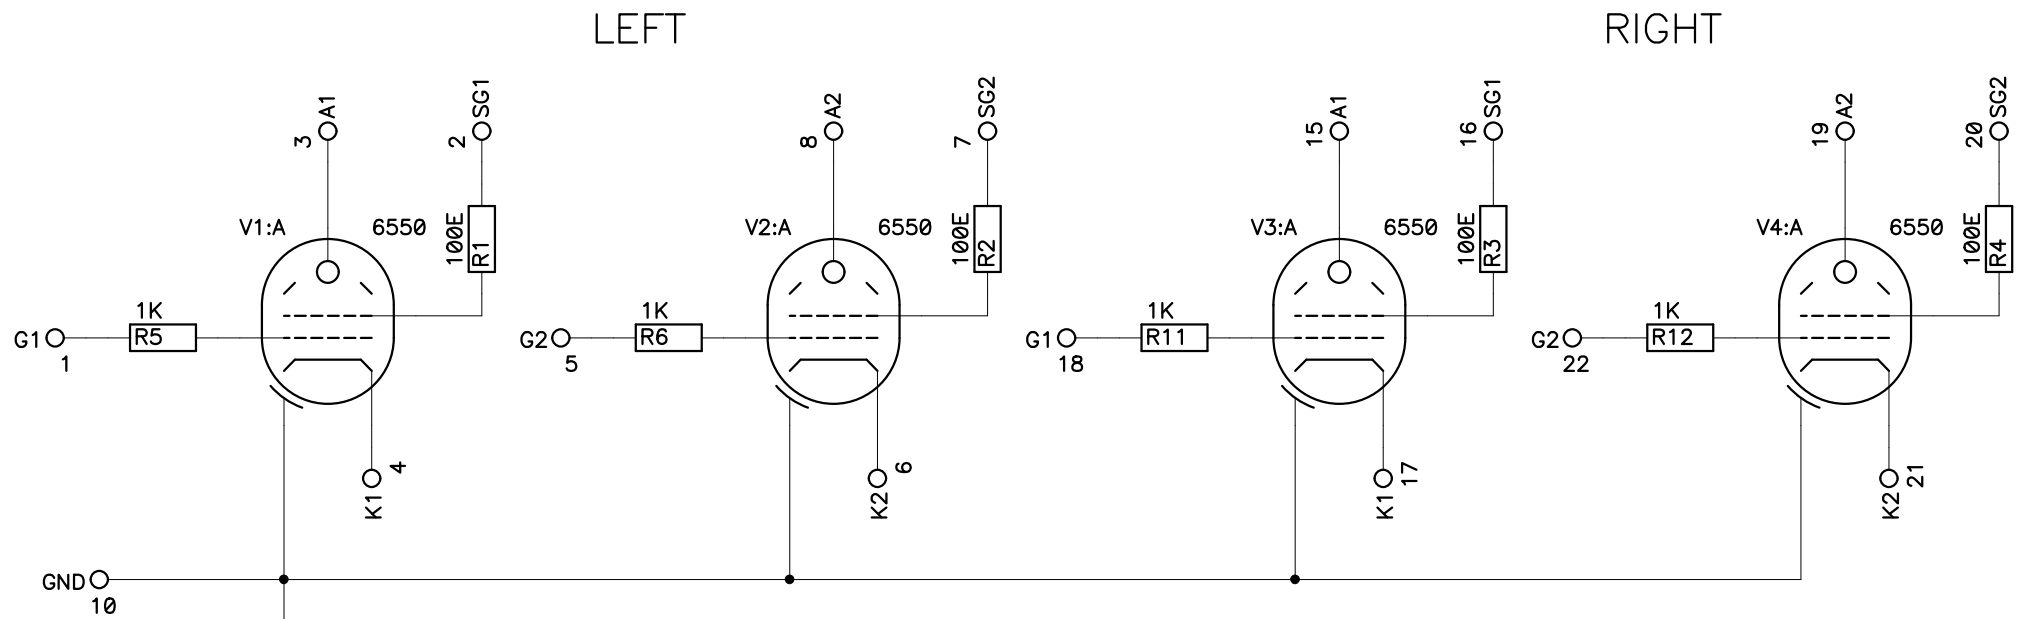 LEFT
RIGHT
3 A1
2 SG1
8 A2
7 SG2
15 A1
16 SG1
19 A2
20 SG2
V1:A 6550
100E
R1
V2:A 6550
100E
R2
V3:A 6550
100E
R3
V4:A 6550
100E
R4
G1
1
1K
R5
G2
5
1K
R6
G1
18
1K
R11
G2
22
1K
R12
K1 4
K2 6
K1 17
K2 21
GND
10